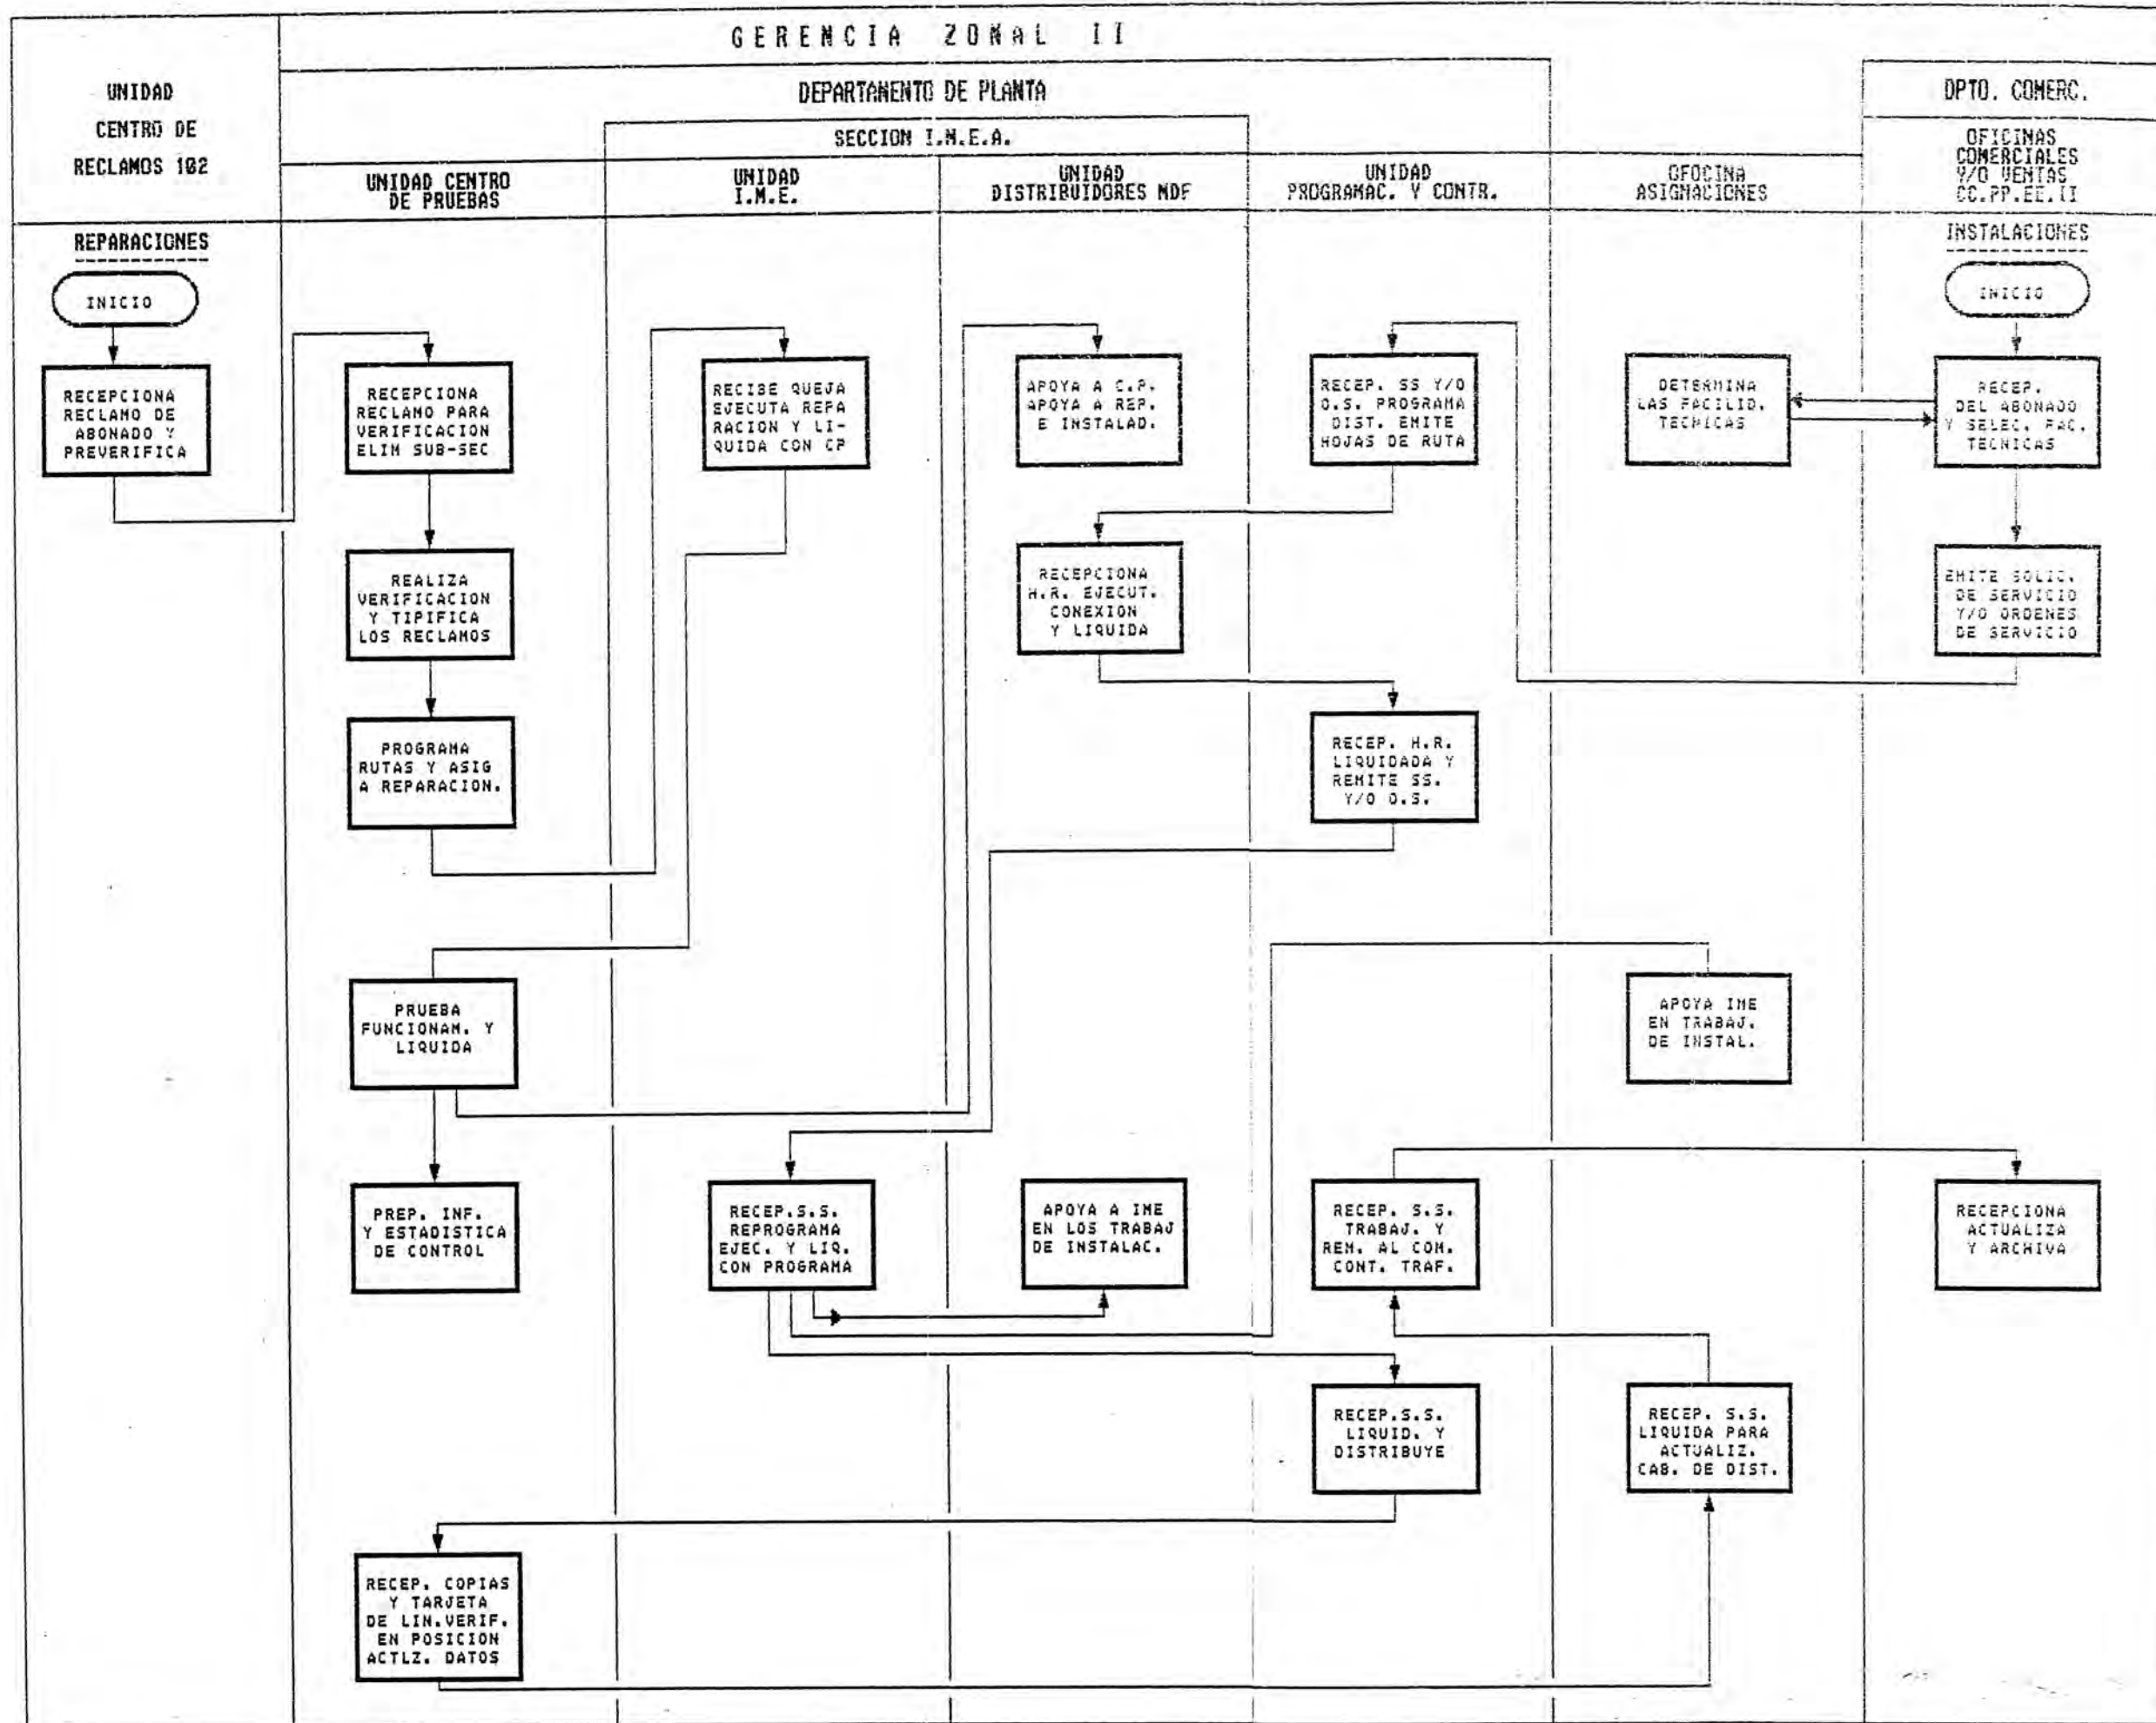 GERENCIA ZONAL II
UNIDAD
CENTRO DE
RECLAMOS 102
DEPARTAMENTO DE PLANTA
DPTO. COMERC.
SECCION I.M.E.A.
OFICINAS
COMERCIALES
Y/O VENTAS
CC.PP.EE.II
UNIDAD CENTRO
DE PRUEBAS
UNIDAD
I.M.E.
UNIDAD
DISTRIBUIDORES MDF
UNIDAD
PROGRAMAC. Y CONTR.
OFOCINA
ASIGNACIONES
REPARACIONES
INSTALACIONES
INICIO
INICIO
RECEPCIONA
RECLAMO DE
ABONADO Y
PREVERIFICA
RECEPCIONA
RECLAMO PARA
VERIFICACION
ELIM SUB-SEC
RECIBE QUEJA
EJECUTA REPA
RACION Y LI-
QUIDA CON CP
APOYA A C.P.
APOYA A REP.
E INSTALAD.
RECEP. SS Y/O
O.S. PROGRAMA
DIST. EMITE
HOJAS DE RUTA
DETERMINA
LAS FACILID.
TECNICAS
RECEP.
DEL ABONADO
Y SELEC. FAC.
TECNICAS
REALIZA
VERIFICACION
Y TIPIFICA
LOS RECLAMOS
RECEPCIONA
H.R. EJECUT.
CONEXION
Y LIQUIDA
EMITE SOLIC.
DE SERVICIO
Y/O ORDENES
DE SERVICIO
PROGRAMA
RUTAS Y ASIG
A REPARACION.
RECEP. H.R.
LIQUIDADA Y
REMITE SS.
Y/O O.S.
PRUEBA
FUNCIONAM. Y
LIQUIDA
APOYA IME
EN TRABAJ.
DE INSTAL.
PREP. INF.
Y ESTADISTICA
DE CONTROL
RECEP.S.S.
REPROGRAMA
EJEC. Y LIQ.
CON PROGRAMA
APOYA A IME
EN LOS TRABAJ
DE INSTALAC.
RECEP. S.S.
TRABAJ. Y
REM. AL COM.
CONT. TRAF.
RECEPCIONA
ACTUALIZA
Y ARCHIVA
RECEP.S.S.
LIQUID. Y
DISTRIBUYE
RECEP. S.S.
LIQUIDA PARA
ACTUALIZ.
CAB. DE DIST.
RECEP. COPIAS
Y TARJETA
DE LIN.VERIF.
EN POSICION
ACTLZ. DATOS